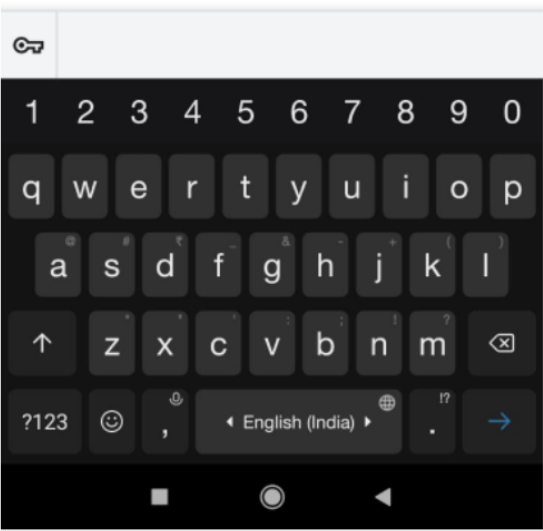 1 2 3 4 5 6 7 8 9 0
q w e r t y u i o p
@ # ₹ _ & - + ( )
a s d f g h j k l
: ; ! ?
z x c v b n m
!?
?123 , English (India) .